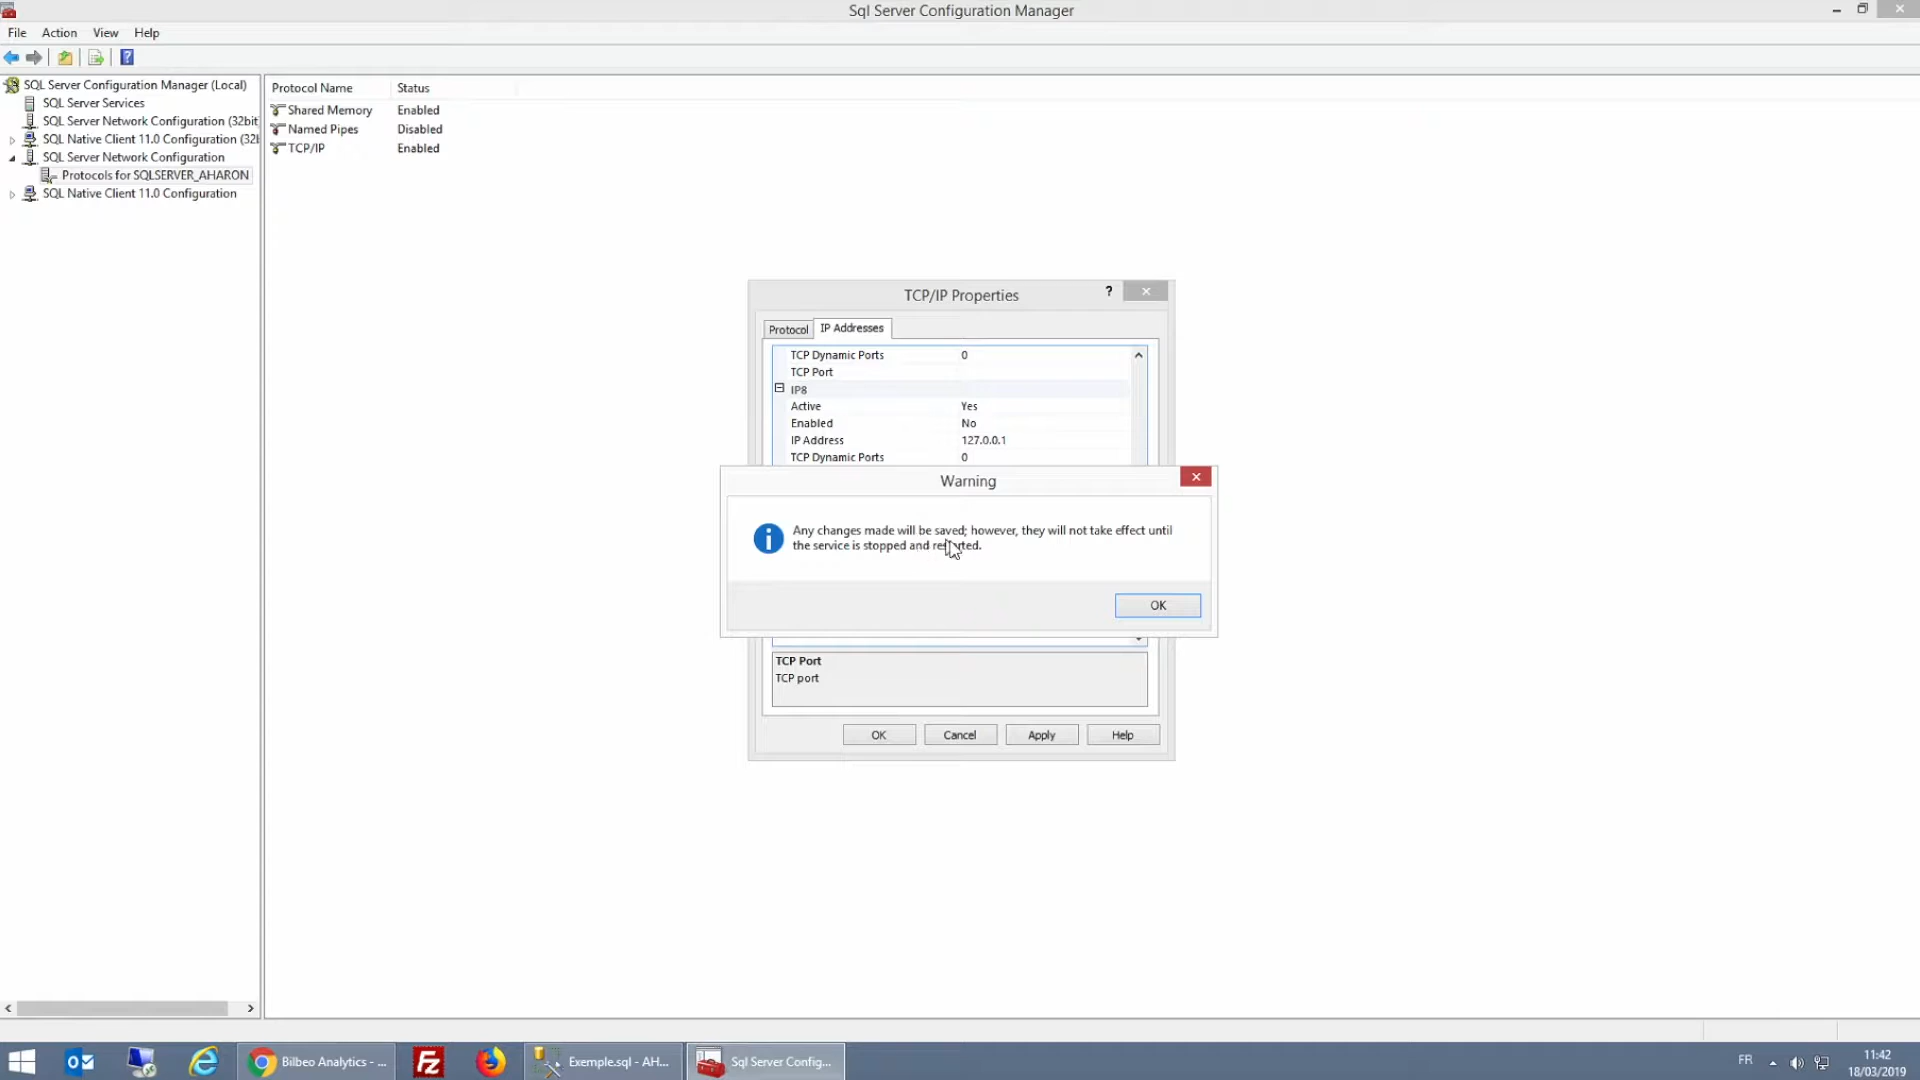 Sql Server Configuration Manager
File Action View Help
SQL Server Configuration Manager (Local)
SQL Server Services
SQL Server Network Configuration (32bit
SQL Native Client 11.0 Configuration (32b
SQL Server Network Configuration
Protocols for SQLSERVER_AHARON
SQL Native Client 11.0 Configuration
Protocol Name Status
Shared Memory Enabled
Named Pipes Disabled
TCP/IP Enabled
TCP/IP Properties
?
Protocol IP Addresses
TCP Dynamic Ports 0
TCP Port
IP8
Active Yes
Enabled No
IP Address 127.0.0.1
TCP Dynamic Ports 0
Warning
Any changes made will be saved; however, they will not take effect until
the service is stopped and restarted.
OK
TCP Port
TCP port
OK Cancel Apply Help
Bilbeo Analytics - ...
Exemple.sql - AH...
Sql Server Config...
FR
11:42
18/03/2019